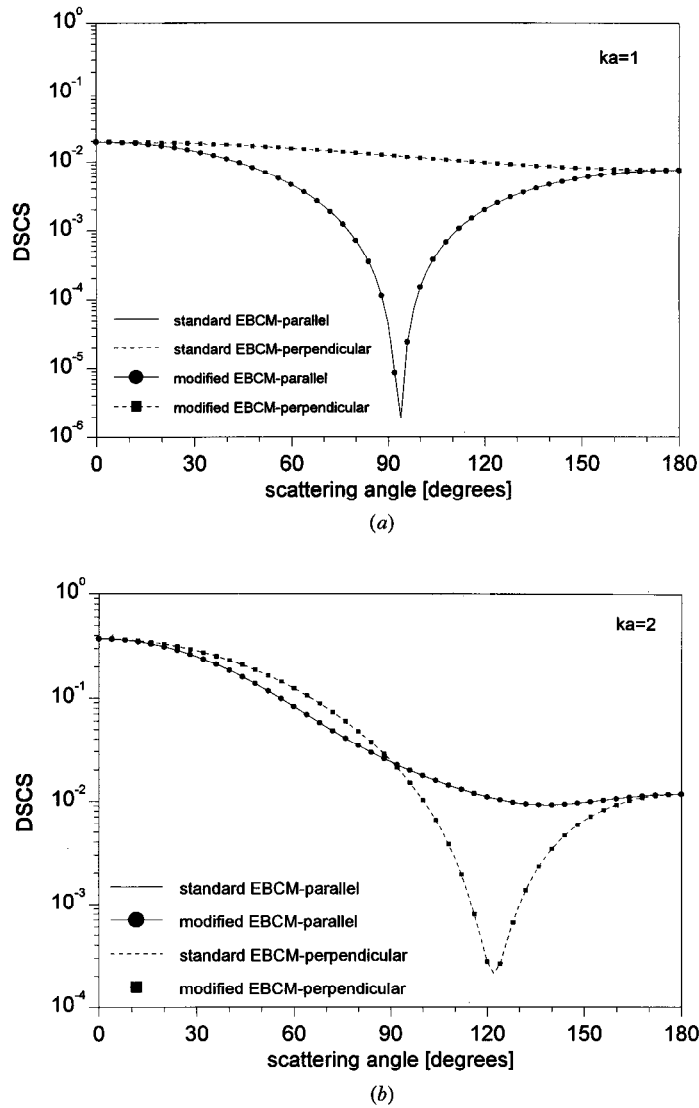 10⁰
ka=1
10⁻¹
10⁻²
DSCS
10⁻³
10⁻⁴
standard EBCM-parallel
standard EBCM-perpendicular
10⁻⁵
modified EBCM-parallel
modified EBCM-perpendicular
10⁻⁶
0 30 60 90 120 150 180
scattering angle [degrees]
(a)
10⁰
ka=2
10⁻¹
DSCS
10⁻²
10⁻³
standard EBCM-parallel
modified EBCM-parallel
standard EBCM-perpendicular
modified EBCM-perpendicular
10⁻⁴
0 30 60 90 120 150 180
scattering angle [degrees]
(b)